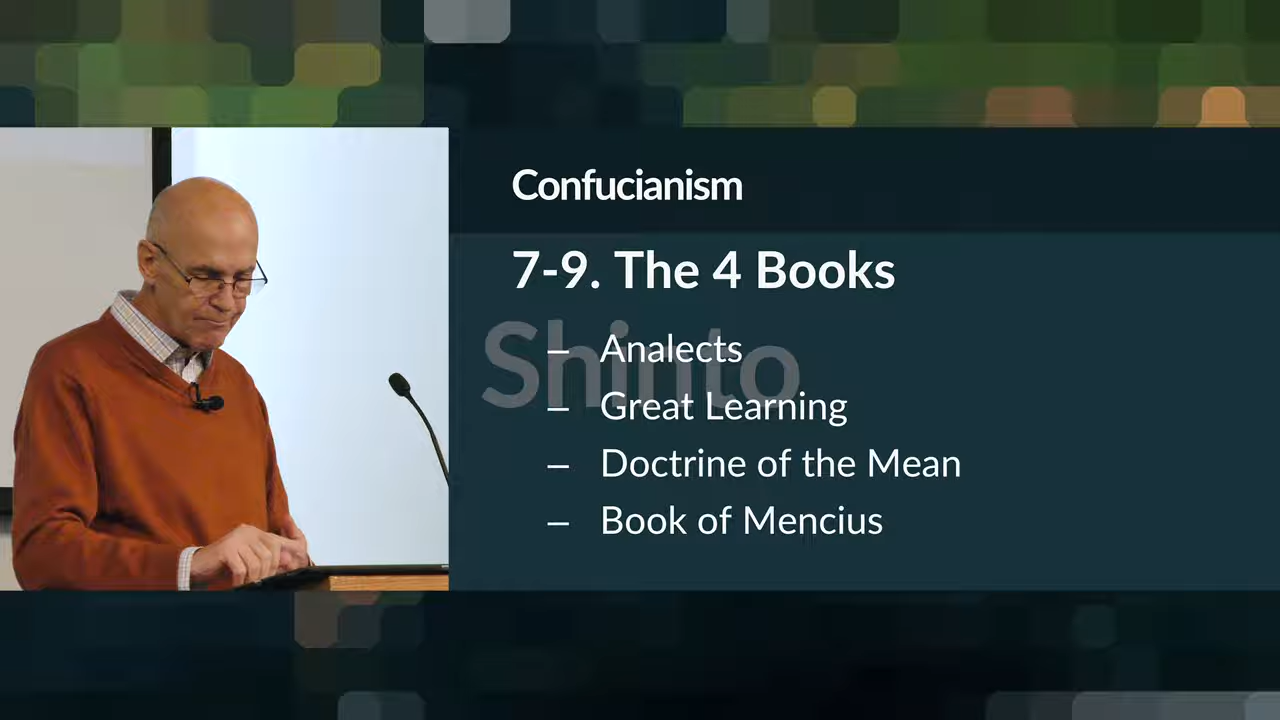 Confucianism
7-9. The 4 Books
Shinto
– Analects
– Great Learning
– Doctrine of the Mean
– Book of Mencius